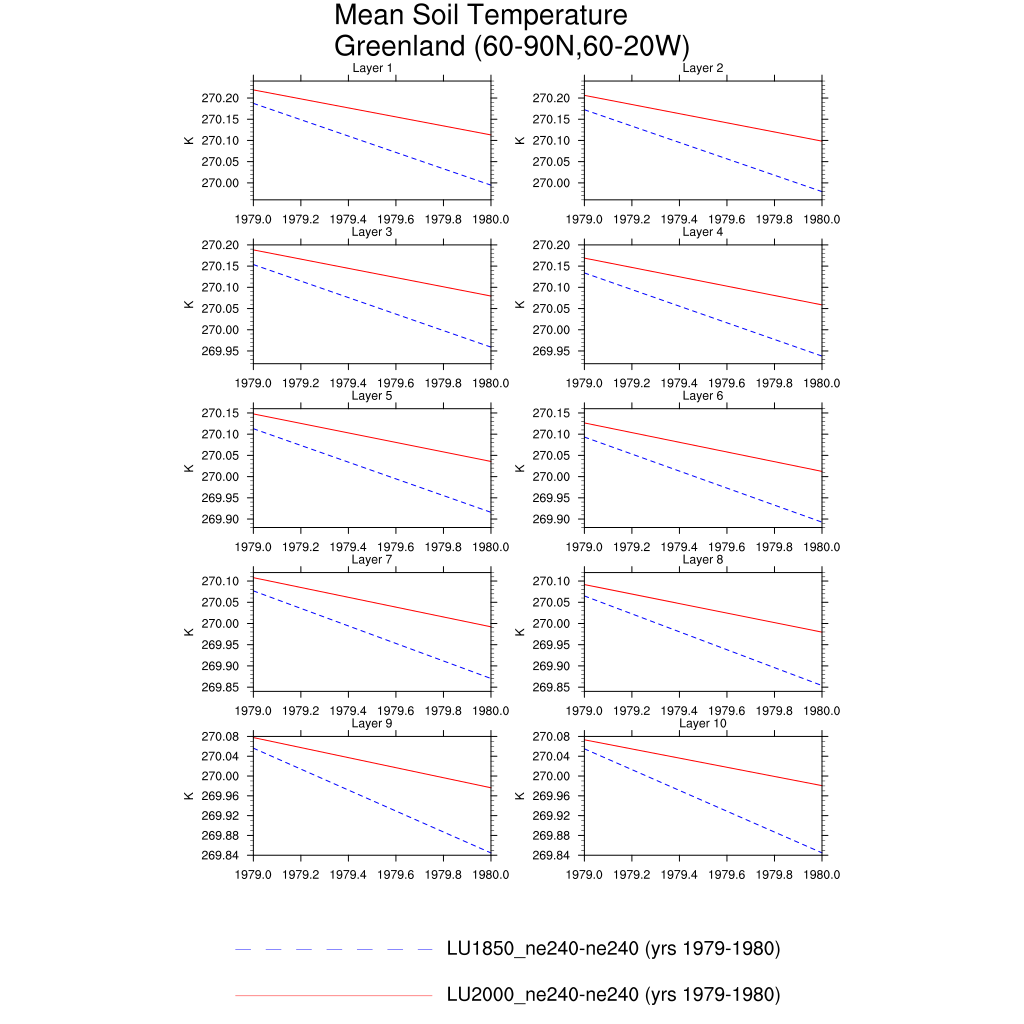 Mean Soil Temperature
Greenland (60-90N,60-20W)
Layer 1
270.20
270.15
270.10
270.05
270.00
K
1979.0 1979.2 1979.4 1979.6 1979.8 1980.0
Layer 2
270.20
270.15
270.10
270.05
270.00
K
1979.0 1979.2 1979.4 1979.6 1979.8 1980.0
Layer 3
270.20
270.15
270.10
270.05
270.00
269.95
K
1979.0 1979.2 1979.4 1979.6 1979.8 1980.0
Layer 4
270.20
270.15
270.10
270.05
270.00
269.95
K
1979.0 1979.2 1979.4 1979.6 1979.8 1980.0
Layer 5
270.15
270.10
270.05
270.00
269.95
269.90
K
1979.0 1979.2 1979.4 1979.6 1979.8 1980.0
Layer 6
270.15
270.10
270.05
270.00
269.95
269.90
K
1979.0 1979.2 1979.4 1979.6 1979.8 1980.0
Layer 7
270.10
270.05
270.00
269.95
269.90
269.85
K
1979.0 1979.2 1979.4 1979.6 1979.8 1980.0
Layer 8
270.10
270.05
270.00
269.95
269.90
269.85
K
1979.0 1979.2 1979.4 1979.6 1979.8 1980.0
Layer 9
270.08
270.04
270.00
269.96
269.92
269.88
269.84
K
1979.0 1979.2 1979.4 1979.6 1979.8 1980.0
Layer 10
270.08
270.04
270.00
269.96
269.92
269.88
269.84
K
1979.0 1979.2 1979.4 1979.6 1979.8 1980.0
LU1850_ne240-ne240 (yrs 1979-1980)
LU2000_ne240-ne240 (yrs 1979-1980)